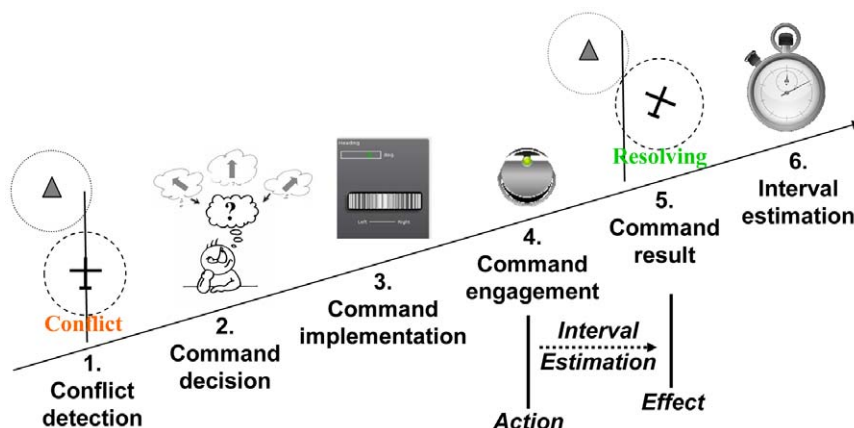 Conflict
1.
Conflict
detection
?
2.
Command
decision
Heading
deg
Left
Right
3.
Command
implementation
4.
Command
engagement
Resolving
5.
Command
result
6.
Interval
estimation
Interval
Estimation
Action
Effect